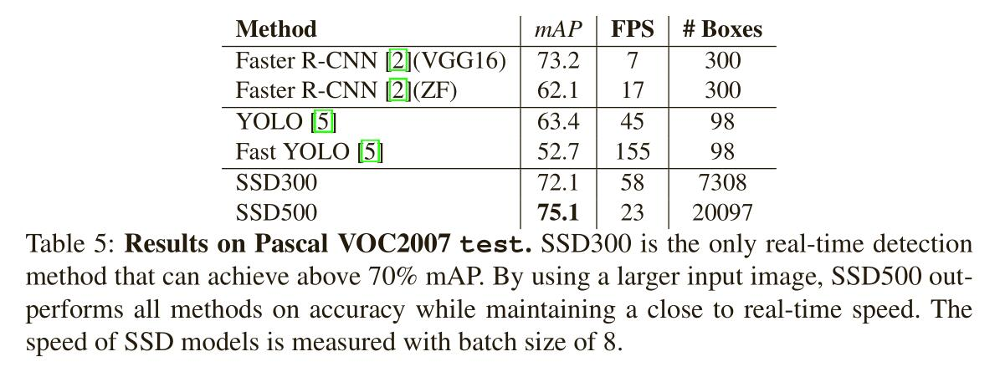 Method mAP FPS # Boxes
Faster R-CNN [2](VGG16) 73.2 7 300
Faster R-CNN [2](ZF) 62.1 17 300
YOLO [5] 63.4 45 98
Fast YOLO [5] 52.7 155 98
SSD300 72.1 58 7308
SSD500 75.1 23 20097
Table 5: Results on Pascal VOC2007 test. SSD300 is the only real-time detection
method that can achieve above 70% mAP. By using a larger input image, SSD500 out-
performs all methods on accuracy while maintaining a close to real-time speed. The
speed of SSD models is measured with batch size of 8.